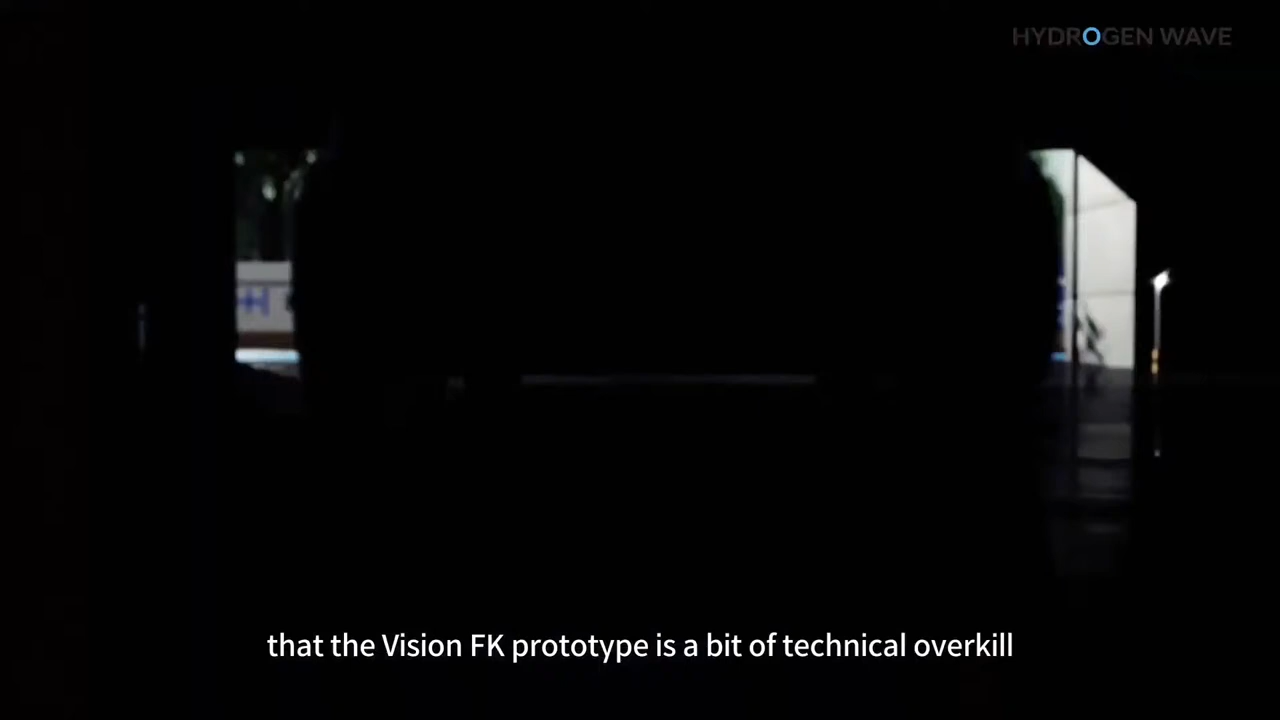 HYDROGEN WAVE
that the Vision FK prototype is a bit of technical overkill